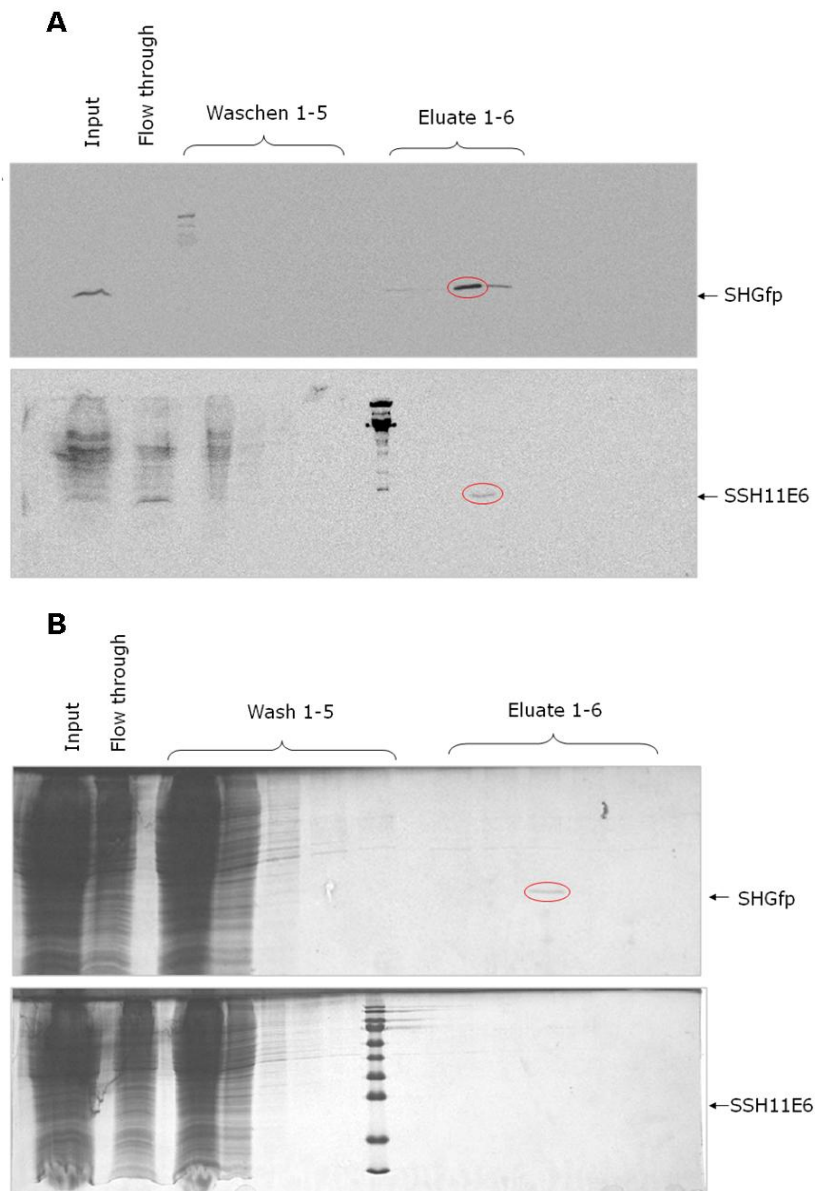 A
Input
Flow through
Waschen 1-5
Eluate 1-6
SHGfp
SSH11E6
B
Input
Flow through
Wash 1-5
Eluate 1-6
SHGfp
SSH11E6